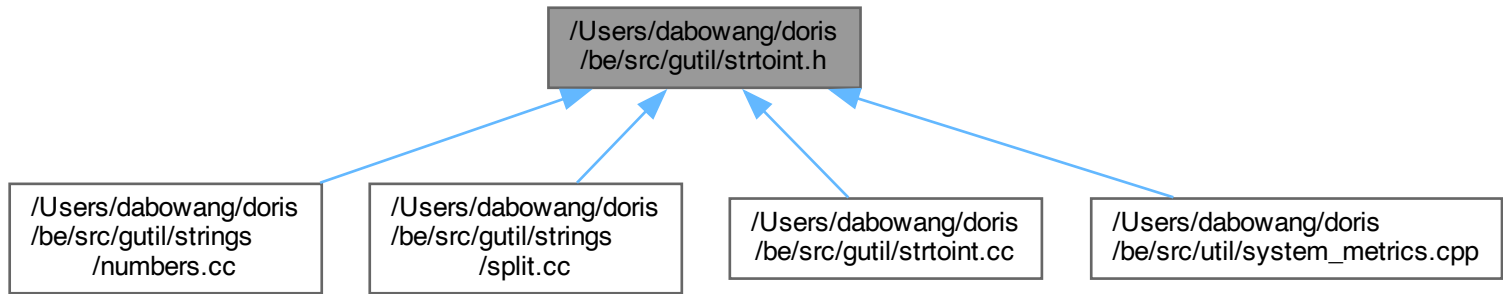 /Users/dabowang/doris
/be/src/gutil/strtoint.h
/Users/dabowang/doris
/be/src/gutil/strings
/numbers.cc
/Users/dabowang/doris
/be/src/gutil/strings
/split.cc
/Users/dabowang/doris
/be/src/gutil/strtoint.cc
/Users/dabowang/doris
/be/src/util/system_metrics.cpp